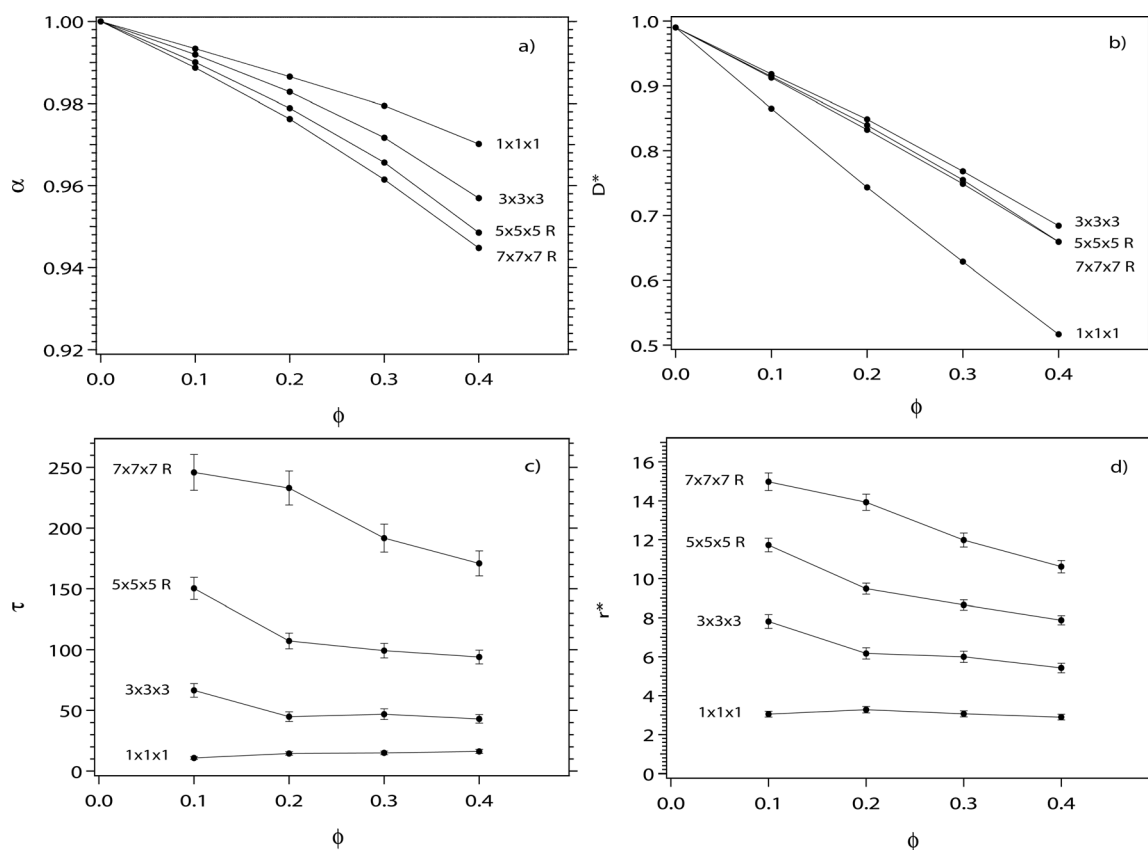 a)
1.00
0.98
0.96
0.94
0.92
α
1x1x1
3x3x3
5x5x5 R
7x7x7 R
0.0 0.1 0.2 0.3 0.4
ϕ
b)
1.0
0.9
0.8
0.7
0.6
0.5
D*
3x3x3
5x5x5 R
7x7x7 R
1x1x1
0.0 0.1 0.2 0.3 0.4
ϕ
c)
250
200
150
100
50
0
τ
7x7x7 R
5x5x5 R
3x3x3
1x1x1
0.0 0.1 0.2 0.3 0.4
ϕ
d)
16
14
12
10
8
6
4
2
0
r*
7x7x7 R
5x5x5 R
3x3x3
1x1x1
0.0 0.1 0.2 0.3 0.4
ϕ